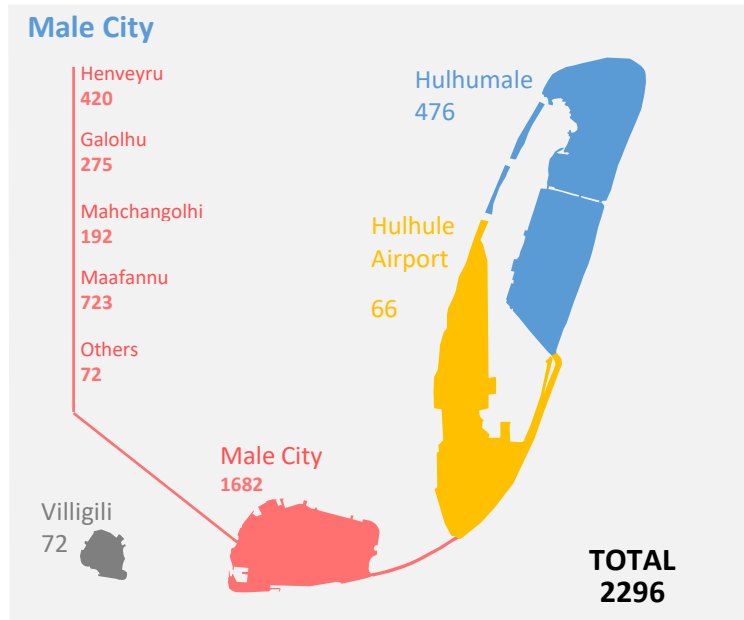 Male City
Henveyru
420
Galolhu
275
Mahchangolhi
192
Maafannu
723
Others
72
Hulhumale
476
Hulhule
Airport
66
Male City
1682
Villigili
72
TOTAL
2296